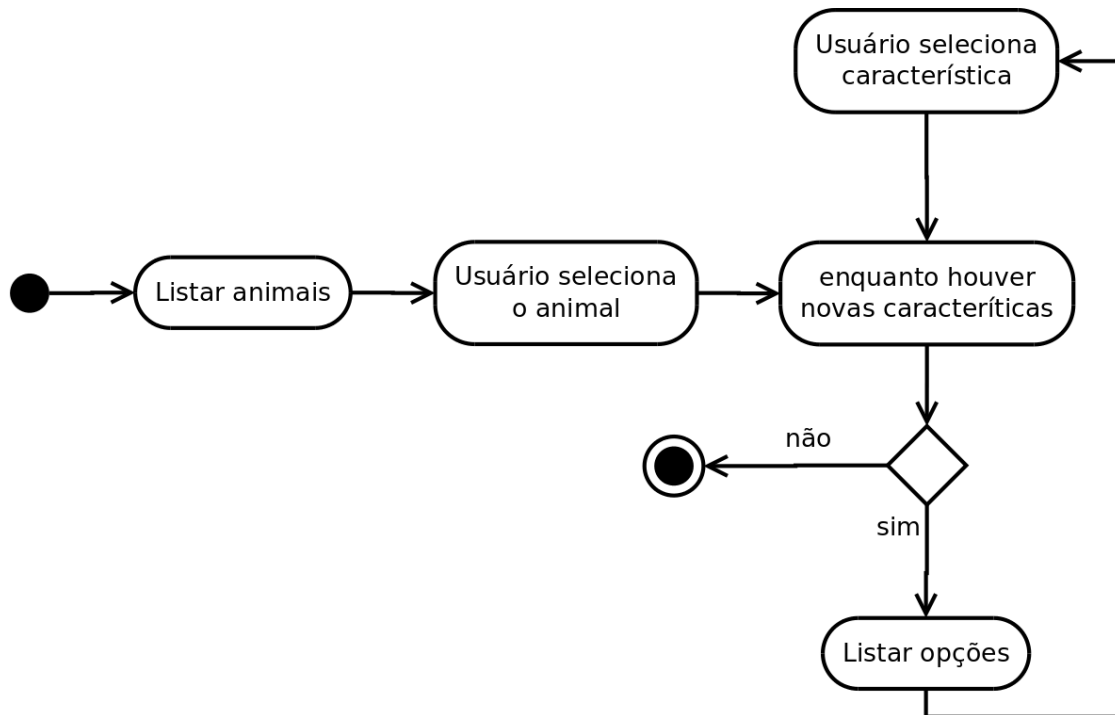 Usuário seleciona
característica
Listar animais
Usuário seleciona
o animal
enquanto houver
novas caracteríticas
não
sim
Listar opções